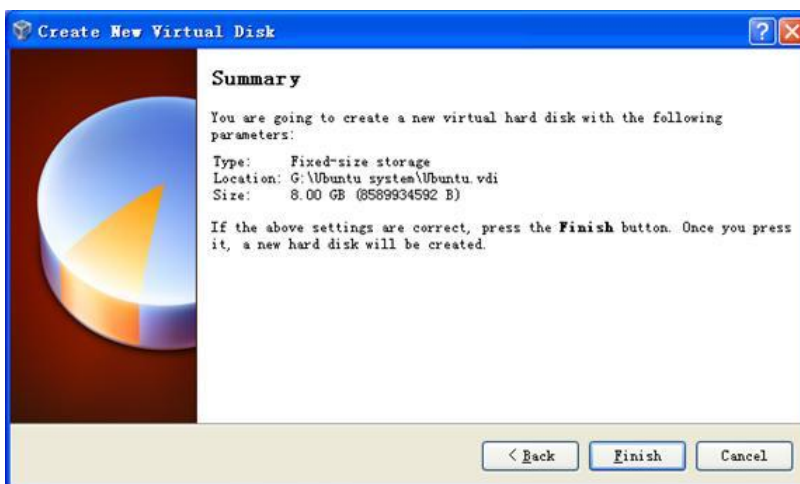 Create New Virtual Disk
Summary
You are going to create a new virtual hard disk with the following
parameters:
Type: Fixed-size storage
Location: G:\Ubuntu system\Ubuntu.vdi
Size: 8.00 GB (8589934592 B)
If the above settings are correct, press the Finish button. Once you press
it, a new hard disk will be created.
< Back Finish Cancel